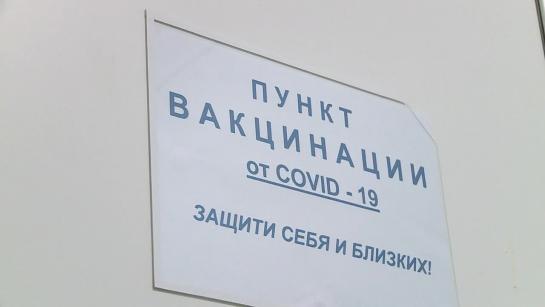 ПУНКТ
ВАКЦИНАЦИИ
от COVID - 19
ЗАЩИТИ СЕБЯ И БЛИЗКИХ!